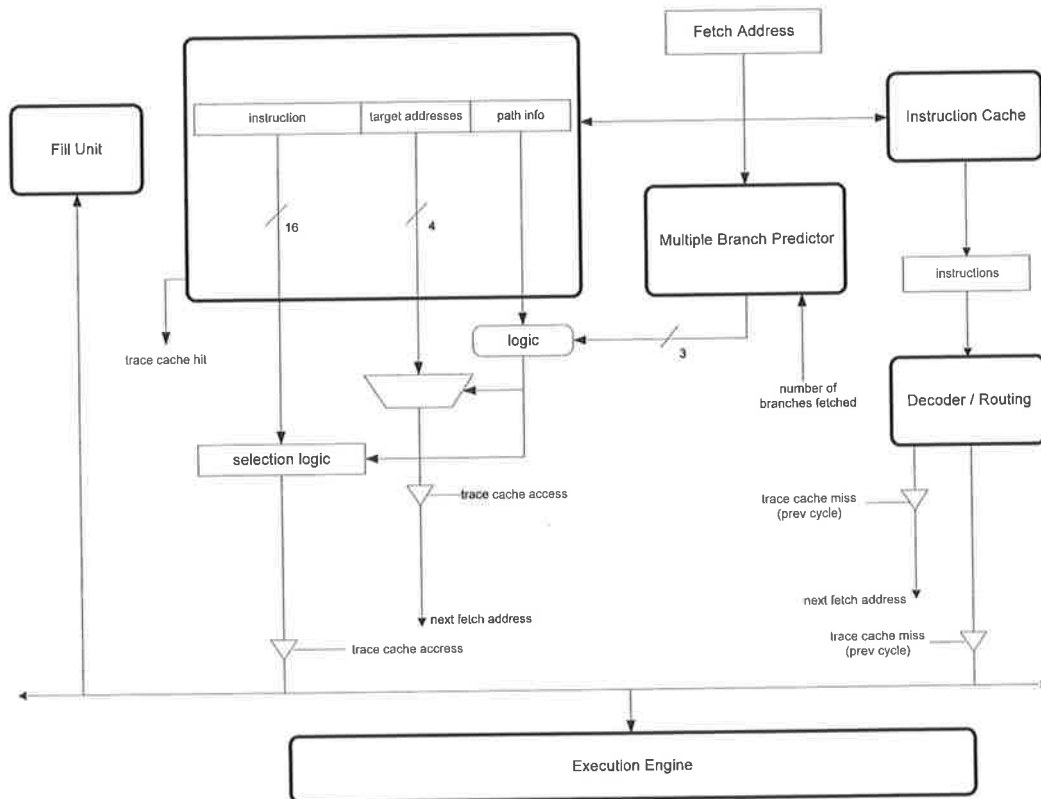 Fetch Address
instruction
target addresses
path info
Instruction Cache
Fill Unit
16
4
Multiple Branch Predictor
instructions
trace cache hit
logic
3
number of
branches fetched
Decoder / Routing
selection logic
trace cache access
trace cache miss
(prev cycle)
next fetch address
next fetch address
trace cache accress
trace cache miss
(prev cycle)
Execution Engine